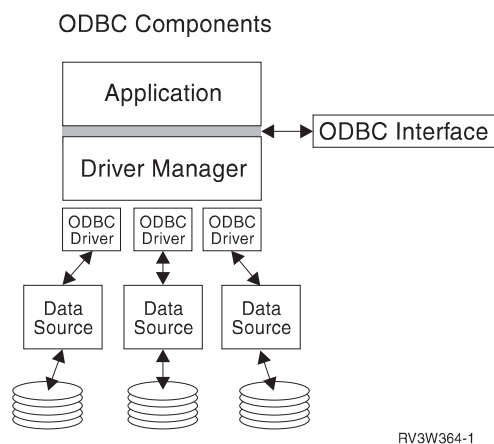 ODBC Components
Application
ODBC Interface
Driver Manager
ODBC
Driver
ODBC
Driver
ODBC
Driver
Data
Source
Data
Source
Data
Source
RV3W364-1